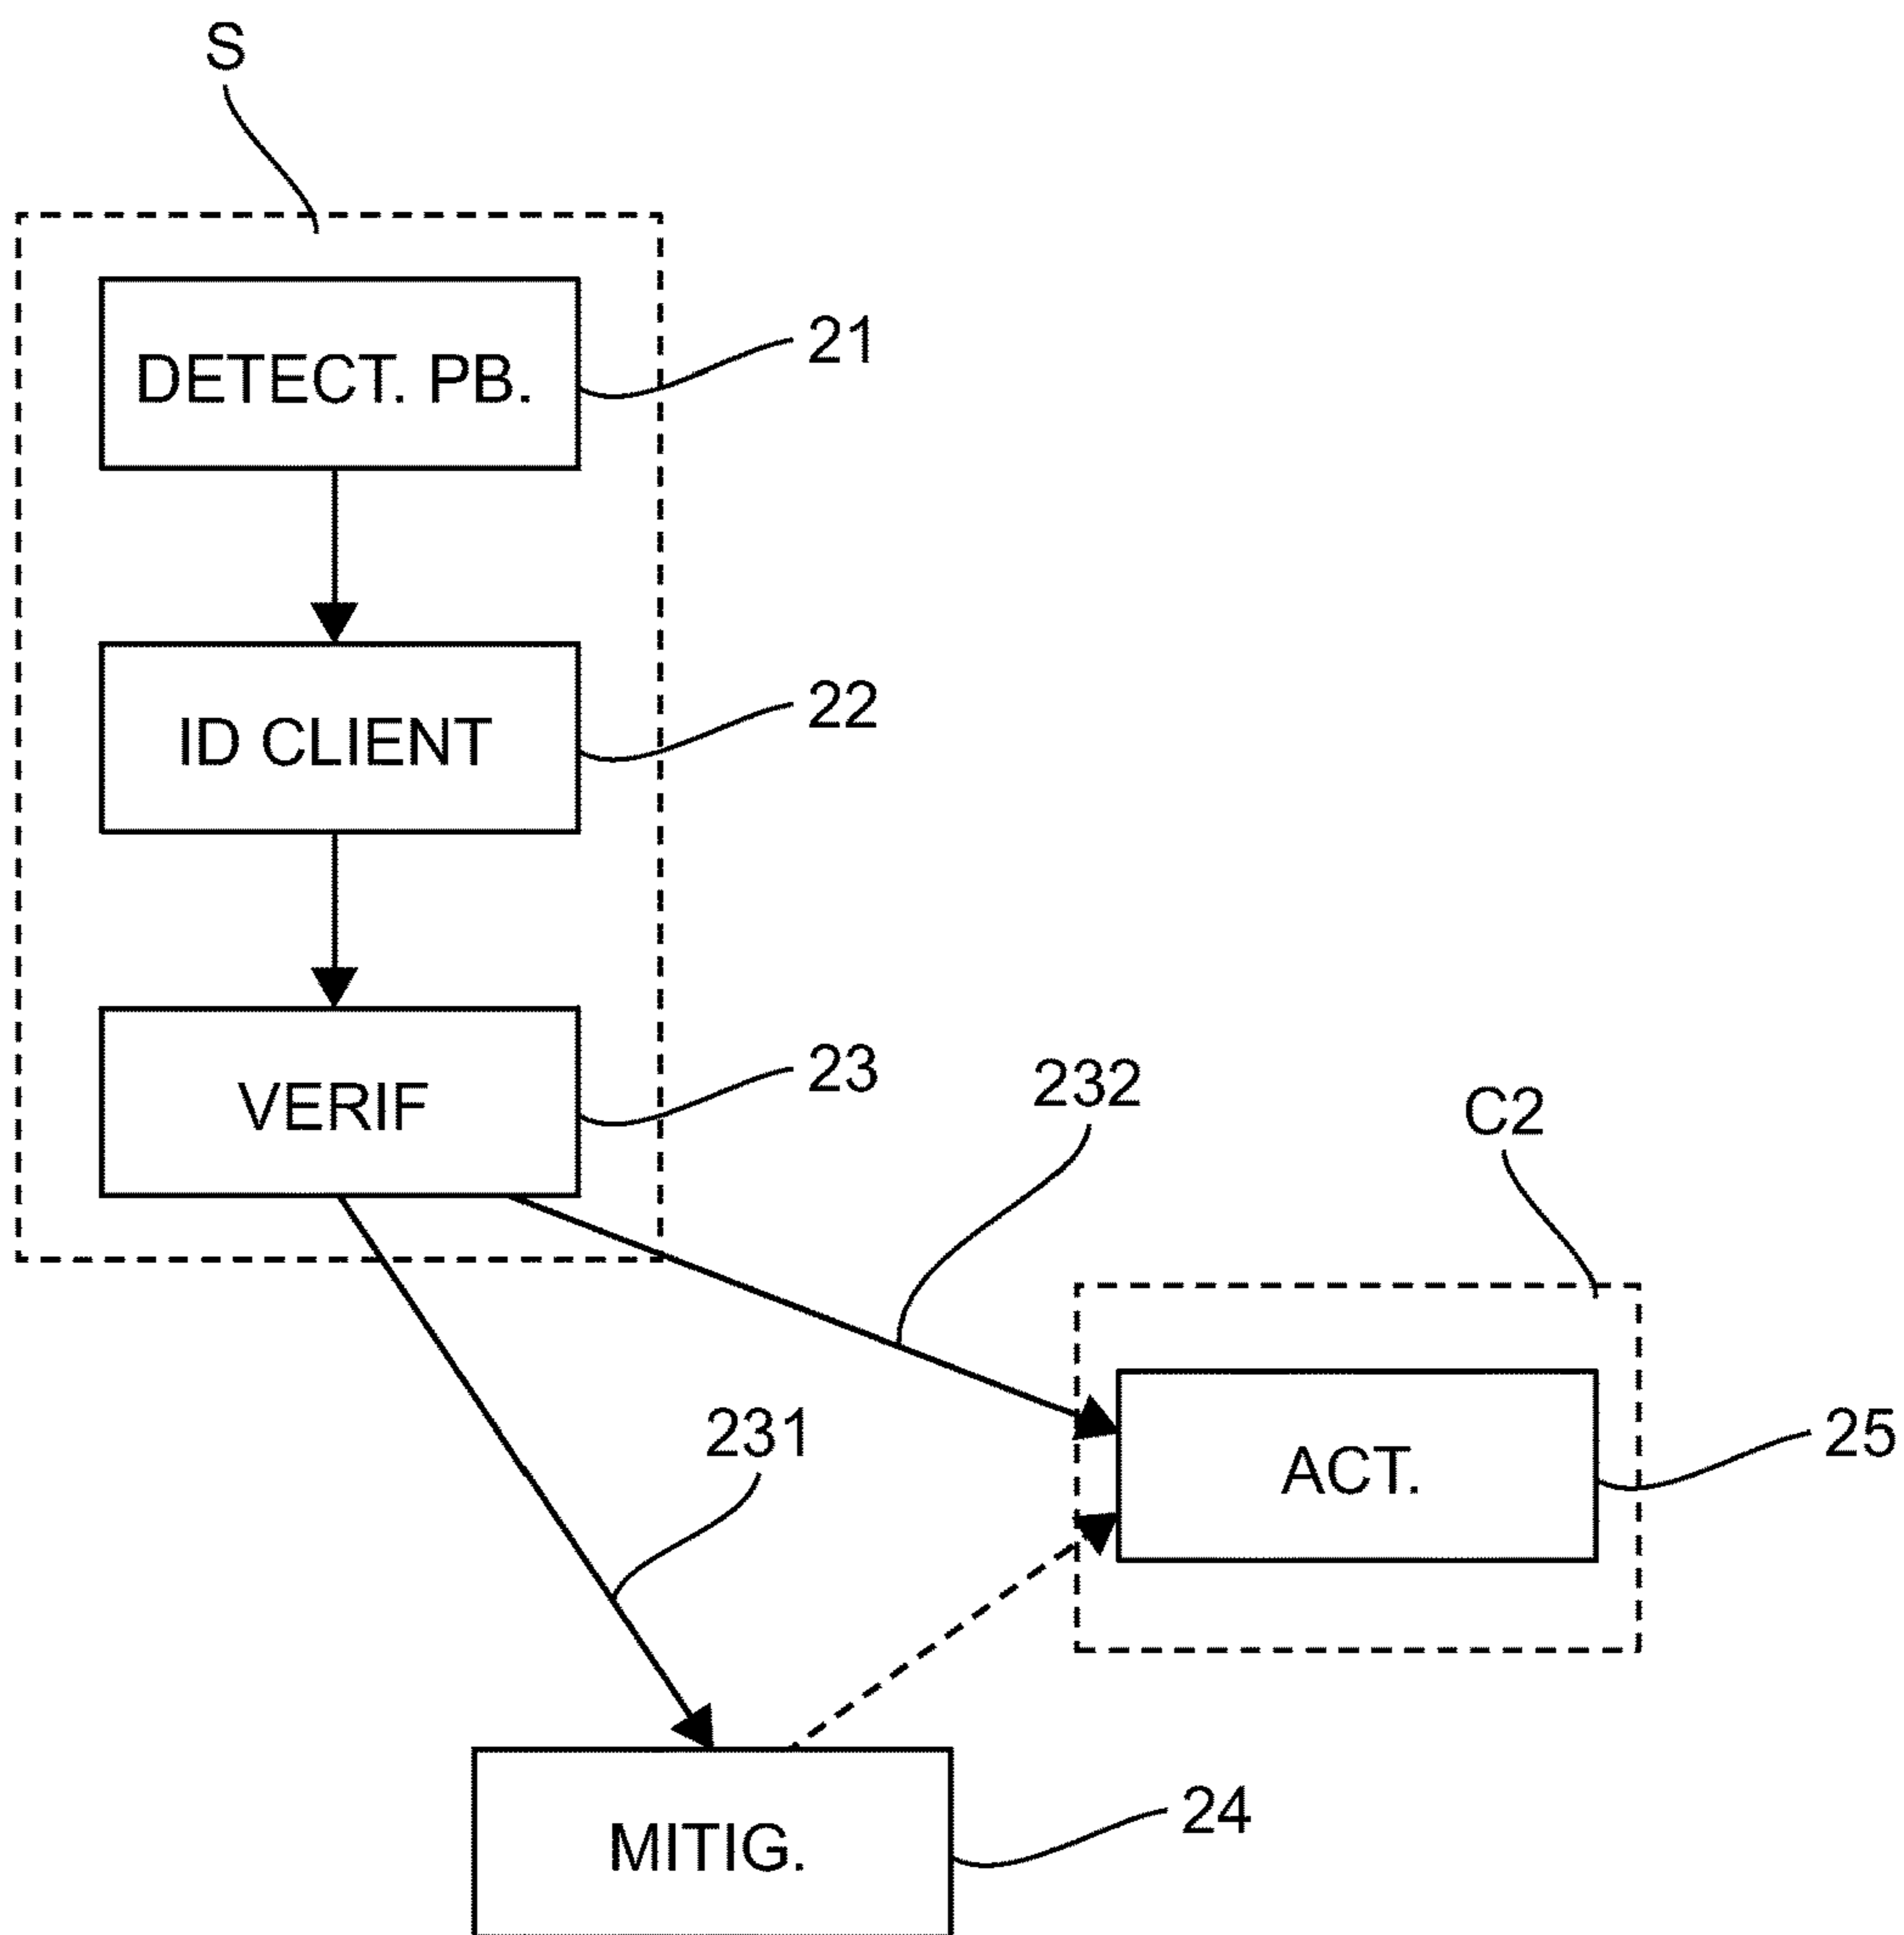 S
DETECT. PB.
21
ID CLIENT
22
VERIF
23
232
C2
231
ACT.
25
MITIG.
24